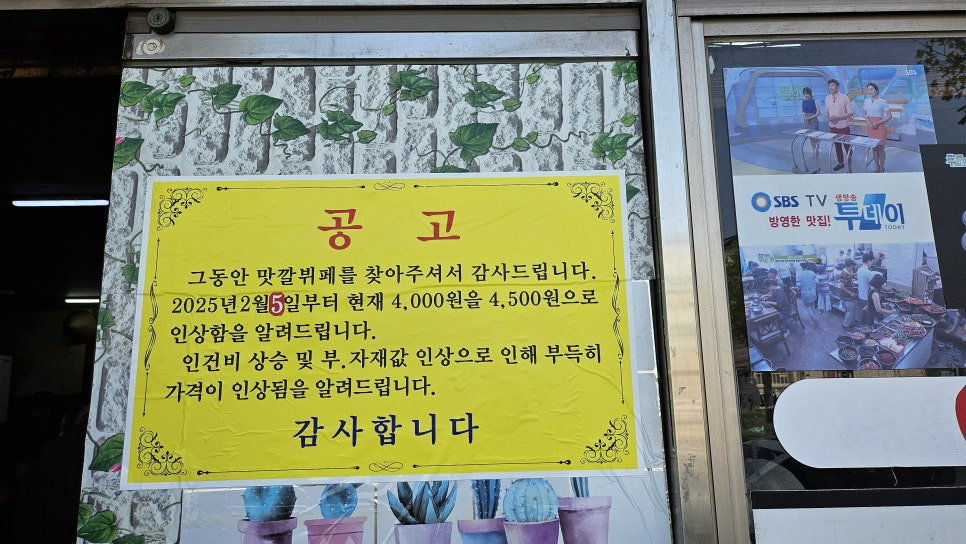 공 고
그동안 맛깔뷔페를 찾아주셔서 감사드립니다.
2025년2월5일부터 현재 4,000원을 4,500원으로
인상함을 알려드립니다.
인건비 상승 및 부.자재값 인상으로 인해 부득히
가격이 인상됨을 알려드립니다.
감사합니다
SBS
SBS TV 생방송 투데이
방영한 맛집! TODAY